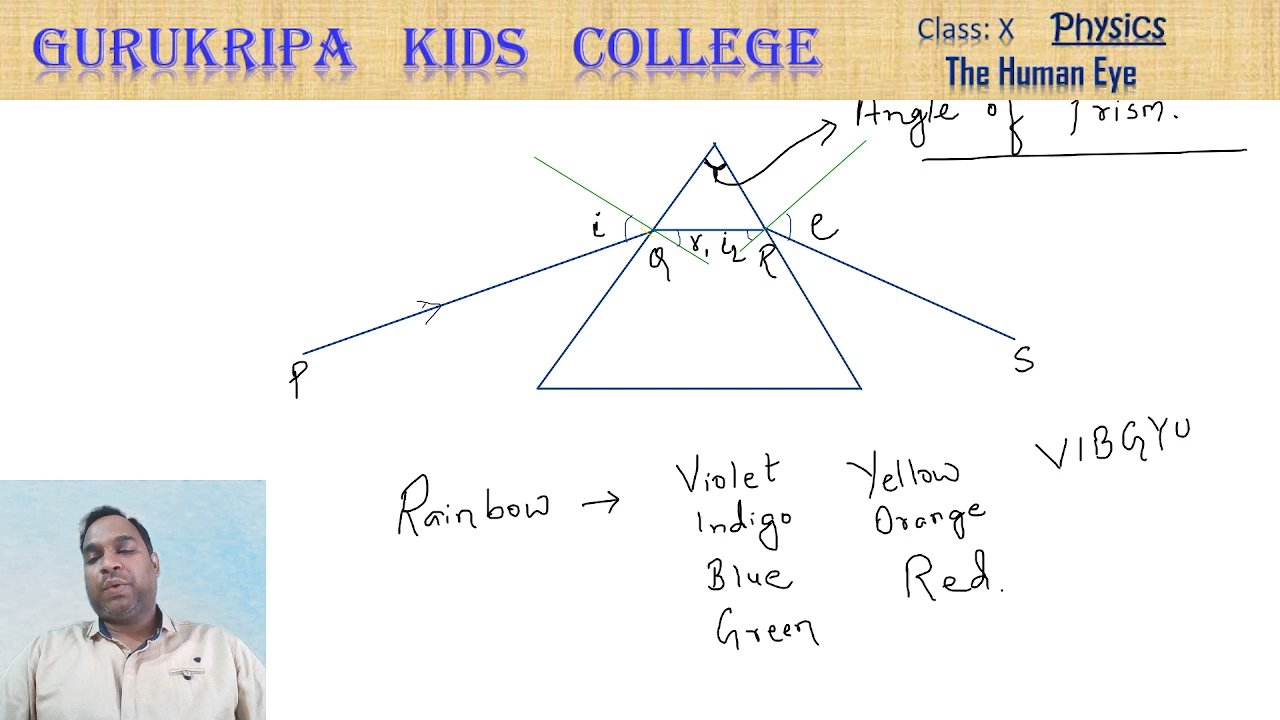 GURUKRIPA KIDS COLLEGE
Class: X Physics
The Human Eye
Angle of Prism.
i
r₁ i₂
e
Q R
P
S
VIBGYO
Rainbow → Violet Yellow
Indigo Orange
Blue Red.
Green